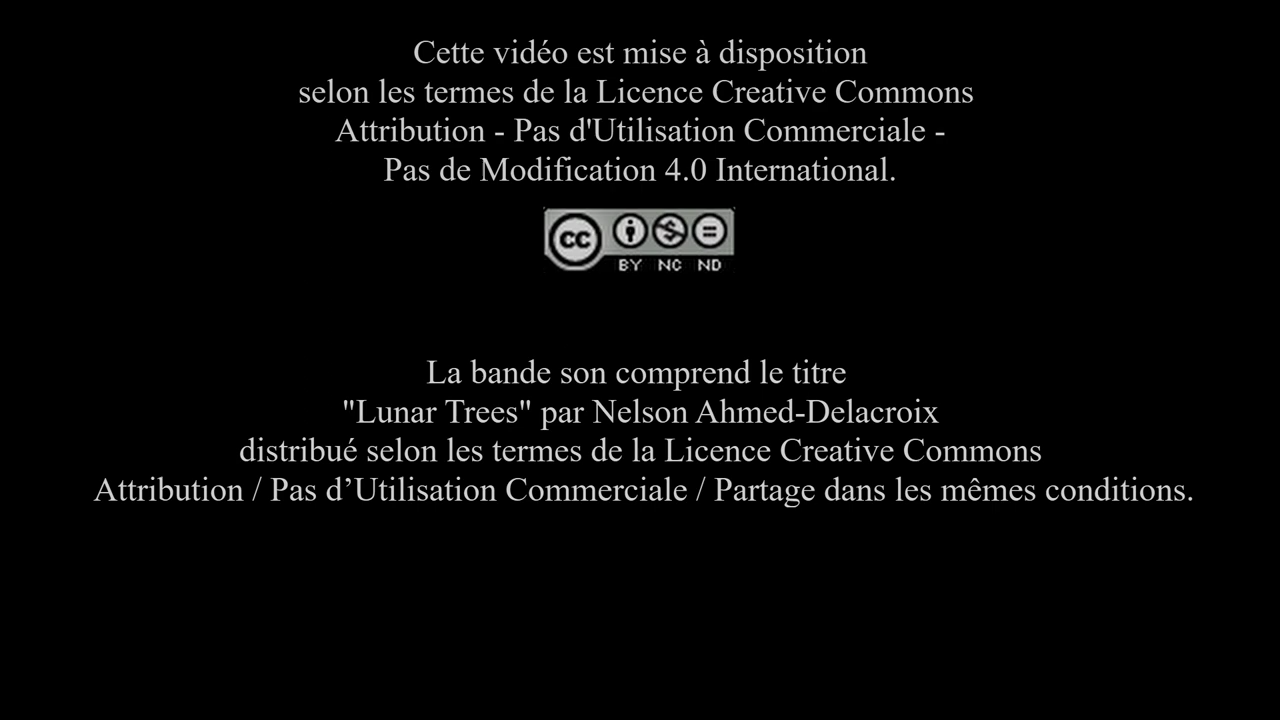 Cette vidéo est mise à disposition
selon les termes de la Licence Creative Commons
Attribution - Pas d'Utilisation Commerciale -
Pas de Modification 4.0 International.
cc
BY NC ND
La bande son comprend le titre
"Lunar Trees" par Nelson Ahmed-Delacroix
distribué selon les termes de la Licence Creative Commons
Attribution / Pas d’Utilisation Commerciale / Partage dans les mêmes conditions.